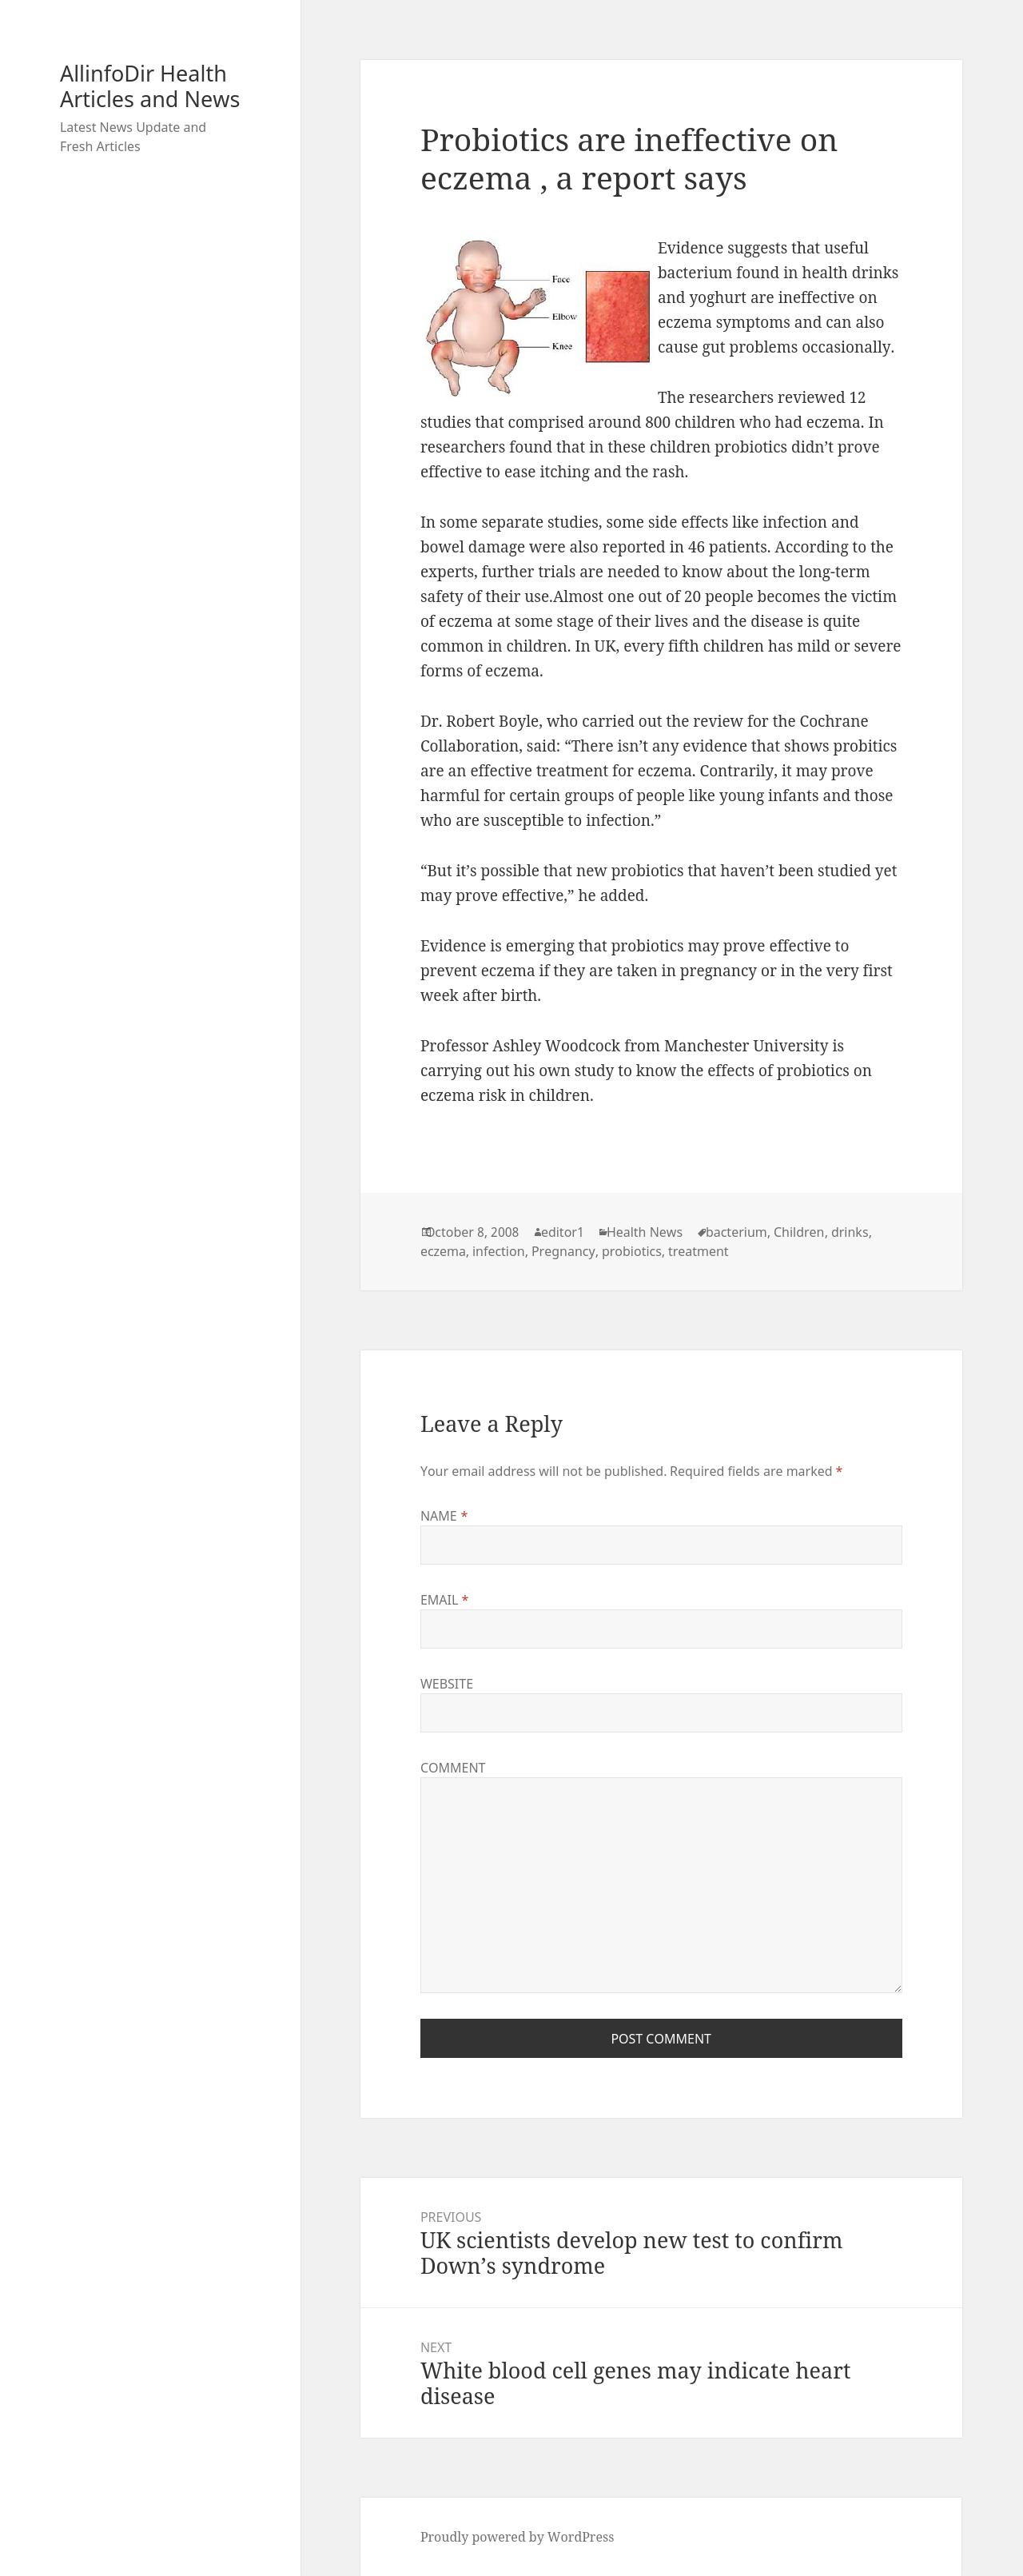 AllinfoDir Health
Articles and News
Latest News Update and
Fresh Articles
Probiotics are ineffective on
eczema , a report says
Face
Elbow
Knee
Evidence suggests that useful
bacterium found in health drinks
and yoghurt are ineffective on
eczema symptoms and can also
cause gut problems occasionally.
The researchers reviewed 12
studies that comprised around 800 children who had eczema. In
researchers found that in these children probiotics didn’t prove
effective to ease itching and the rash.
In some separate studies, some side effects like infection and
bowel damage were also reported in 46 patients. According to the
experts, further trials are needed to know about the long-term
safety of their use.Almost one out of 20 people becomes the victim
of eczema at some stage of their lives and the disease is quite
common in children. In UK, every fifth children has mild or severe
forms of eczema.
Dr. Robert Boyle, who carried out the review for the Cochrane
Collaboration, said: “There isn’t any evidence that shows probitics
are an effective treatment for eczema. Contrarily, it may prove
harmful for certain groups of people like young infants and those
who are susceptible to infection.”
“But it’s possible that new probiotics that haven’t been studied yet
may prove effective,” he added.
Evidence is emerging that probiotics may prove effective to
prevent eczema if they are taken in pregnancy or in the very first
week after birth.
Professor Ashley Woodcock from Manchester University is
carrying out his own study to know the effects of probiotics on
eczema risk in children.
October 8, 2008 editor1 Health News bacterium, Children, drinks,
eczema, infection, Pregnancy, probiotics, treatment
Leave a Reply
Your email address will not be published. Required fields are marked *
NAME *
EMAIL *
WEBSITE
COMMENT
POST COMMENT
PREVIOUS
UK scientists develop new test to confirm
Down’s syndrome
NEXT
White blood cell genes may indicate heart
disease
Proudly powered by WordPress